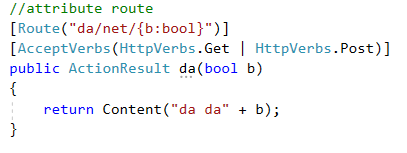 //attribute route
[Route("da/net/{b:bool}")]
[AcceptVerbs(HttpVerbs.Get | HttpVerbs.Post)]
public ActionResult da(bool b)
{
    return Content("da da" + b);
}